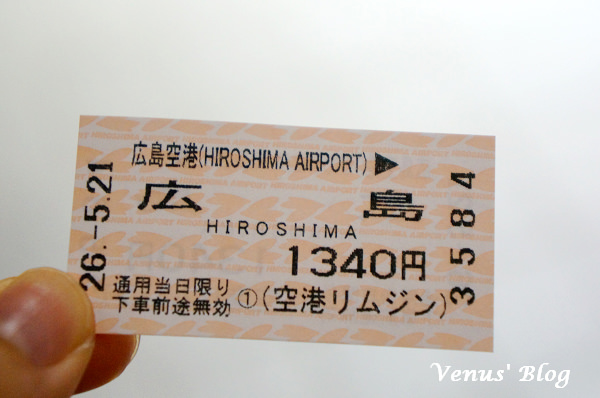 広島空港(HIROSHIMA AIRPORT)▶
広島
HIROSHIMA
1340円
通用当日限り
下車前途無効 ①(空港リムジン)
26.-5.21
3584
Venus' Blog